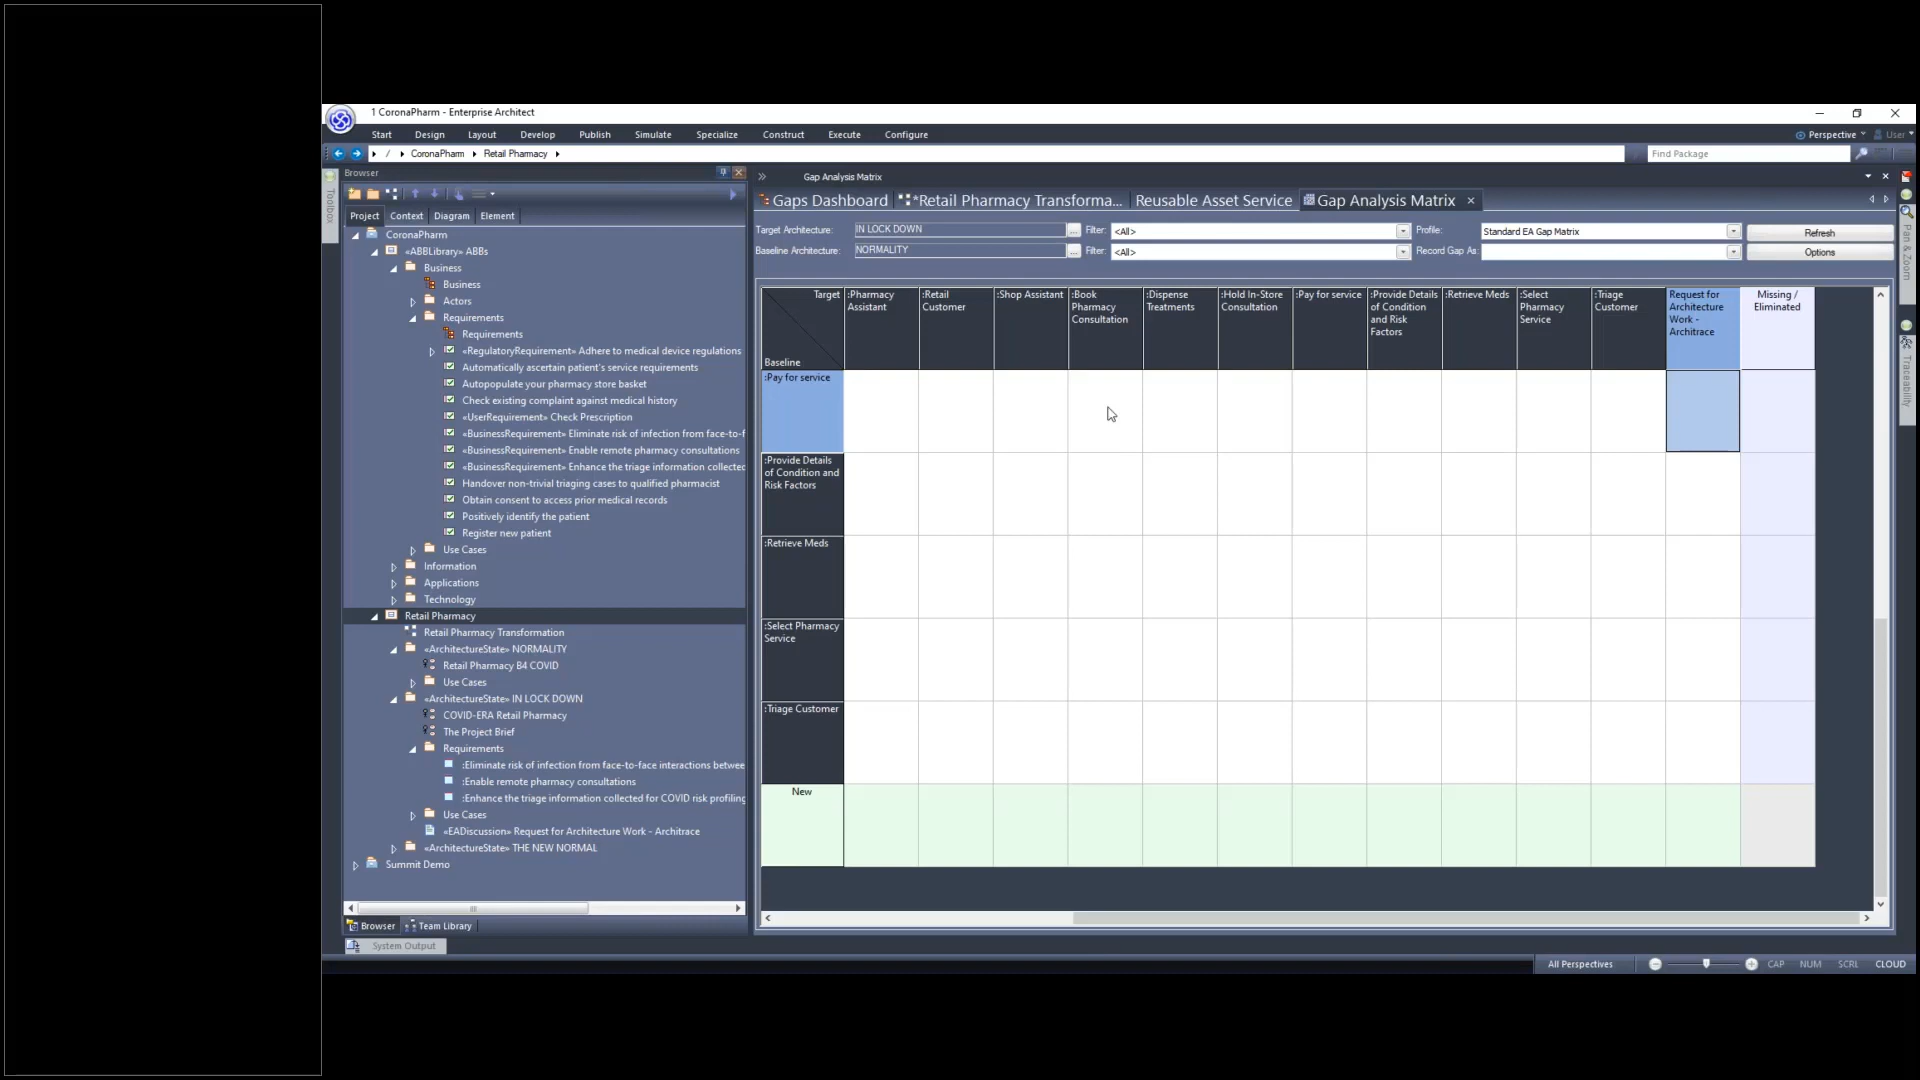 1 CoronaPharm - Enterprise Architect
Start Design Layout Develop Publish Simulate Specialize Construct Execute Configure
Perspective User
/ CoronaPharm Retail Pharmacy
Find Package
Toolbox
Browser
Project Context Diagram Element
CoronaPharm
«ABBLibrary» ABBs
Business
Business
Actors
Requirements
Requirements
«RegulatoryRequirement» Adhere to medical device regulations
Automatically ascertain patient's service requirements
Autopopulate your pharmacy store basket
Check existing complaint against medical history
«UserRequirement» Check Prescription
«BusinessRequirement» Eliminate risk of infection from face-to-f
«BusinessRequirement» Enable remote pharmacy consultations
«BusinessRequirement» Enhance the triage information collected
Handover non-trivial triaging cases to qualified pharmacist
Obtain consent to access prior medical records
Positively identify the patient
Register new patient
Use Cases
Information
Applications
Technology
Retail Pharmacy
Retail Pharmacy Transformation
«ArchitectureState» NORMALITY
Retail Pharmacy B4 COVID
Use Cases
«ArchitectureState» IN LOCK DOWN
COVID-ERA Retail Pharmacy
The Project Brief
Requirements
:Eliminate risk of infection from face-to-face interactions betwee
:Enable remote pharmacy consultations
:Enhance the triage information collected for COVID risk profiling
Use Cases
«EADiscussion» Request for Architecture Work - Architrace
«ArchitectureState» THE NEW NORMAL
Summit Demo
Browser Team Library
System Output
Gap Analysis Matrix
Gaps Dashboard *Retail Pharmacy Transforma... Reusable Asset Service Gap Analysis Matrix
Target Architecture: IN LOCK DOWN ... Filter: <All> Profile: Standard EA Gap Matrix Refresh
Baseline Architecture: NORMALITY ... Filter: <All> Record Gap As: Options
Target
Baseline
:Pharmacy
Assistant
:Retail
Customer
:Shop Assistant
:Book
Pharmacy
Consultation
:Dispense
Treatments
:Hold In-Store
Consultation
:Pay for service
:Provide Details
of Condition
and Risk
Factors
:Retrieve Meds
:Select
Pharmacy
Service
:Triage
Customer
Request for
Architecture
Work -
Architrace
Missing /
Eliminated
:Pay for service
:Provide Details
of Condition and
Risk Factors
:Retrieve Meds
:Select Pharmacy
Service
:Triage Customer
New
Pan & Zoom
Traceability
All Perspectives CAP NUM SCRL CLOUD